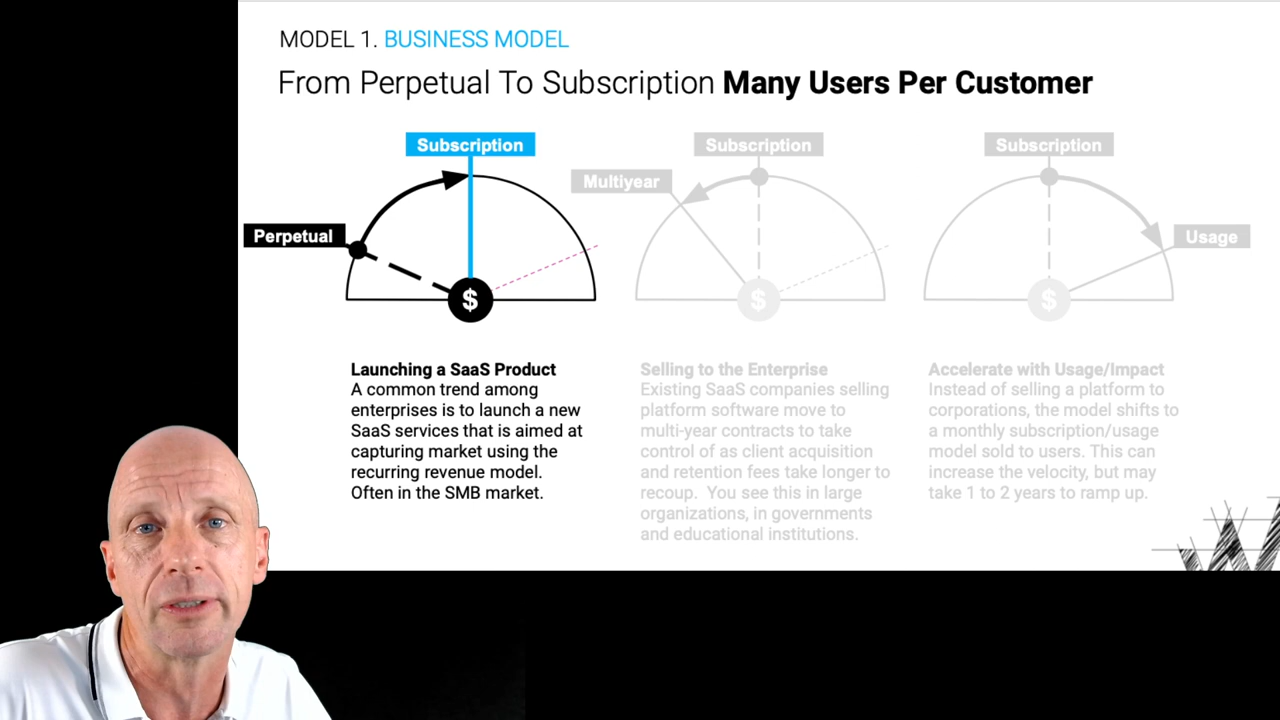 MODEL 1. BUSINESS MODEL
From Perpetual To Subscription Many Users Per Customer
Subscription
Perpetual
$
Subscription
Multiyear
$
Subscription
Usage
$
Launching a SaaS Product
A common trend among
enterprises is to launch a new
SaaS services that is aimed at
capturing market using the
recurring revenue model.
Often in the SMB market.
Selling to the Enterprise
Existing SaaS companies selling
platform software move to
multi-year contracts to take
control of as client acquisition
and retention fees take longer to
recoup. You see this in large
organizations, in governments
and educational institutions.
Accelerate with Usage/Impact
Instead of selling a platform to
corporations, the model shifts to
a monthly subscription/usage
model sold to users. This can
increase the velocity, but may
take 1 to 2 years to ramp up.
W